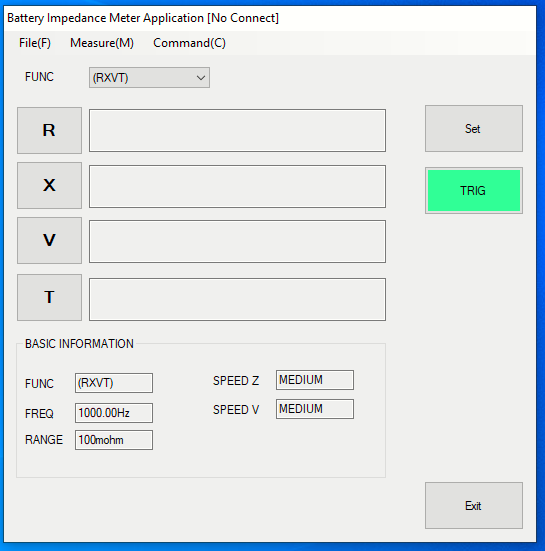 Battery Impedance Meter Application [No Connect]
File(F) Measure(M) Command(C)
FUNC (RXVT)
R
Set
X
TRIG
V
T
BASIC INFORMATION
FUNC (RXVT) SPEED Z MEDIUM
FREQ 1000.00Hz SPEED V MEDIUM
RANGE 100mohm
Exit